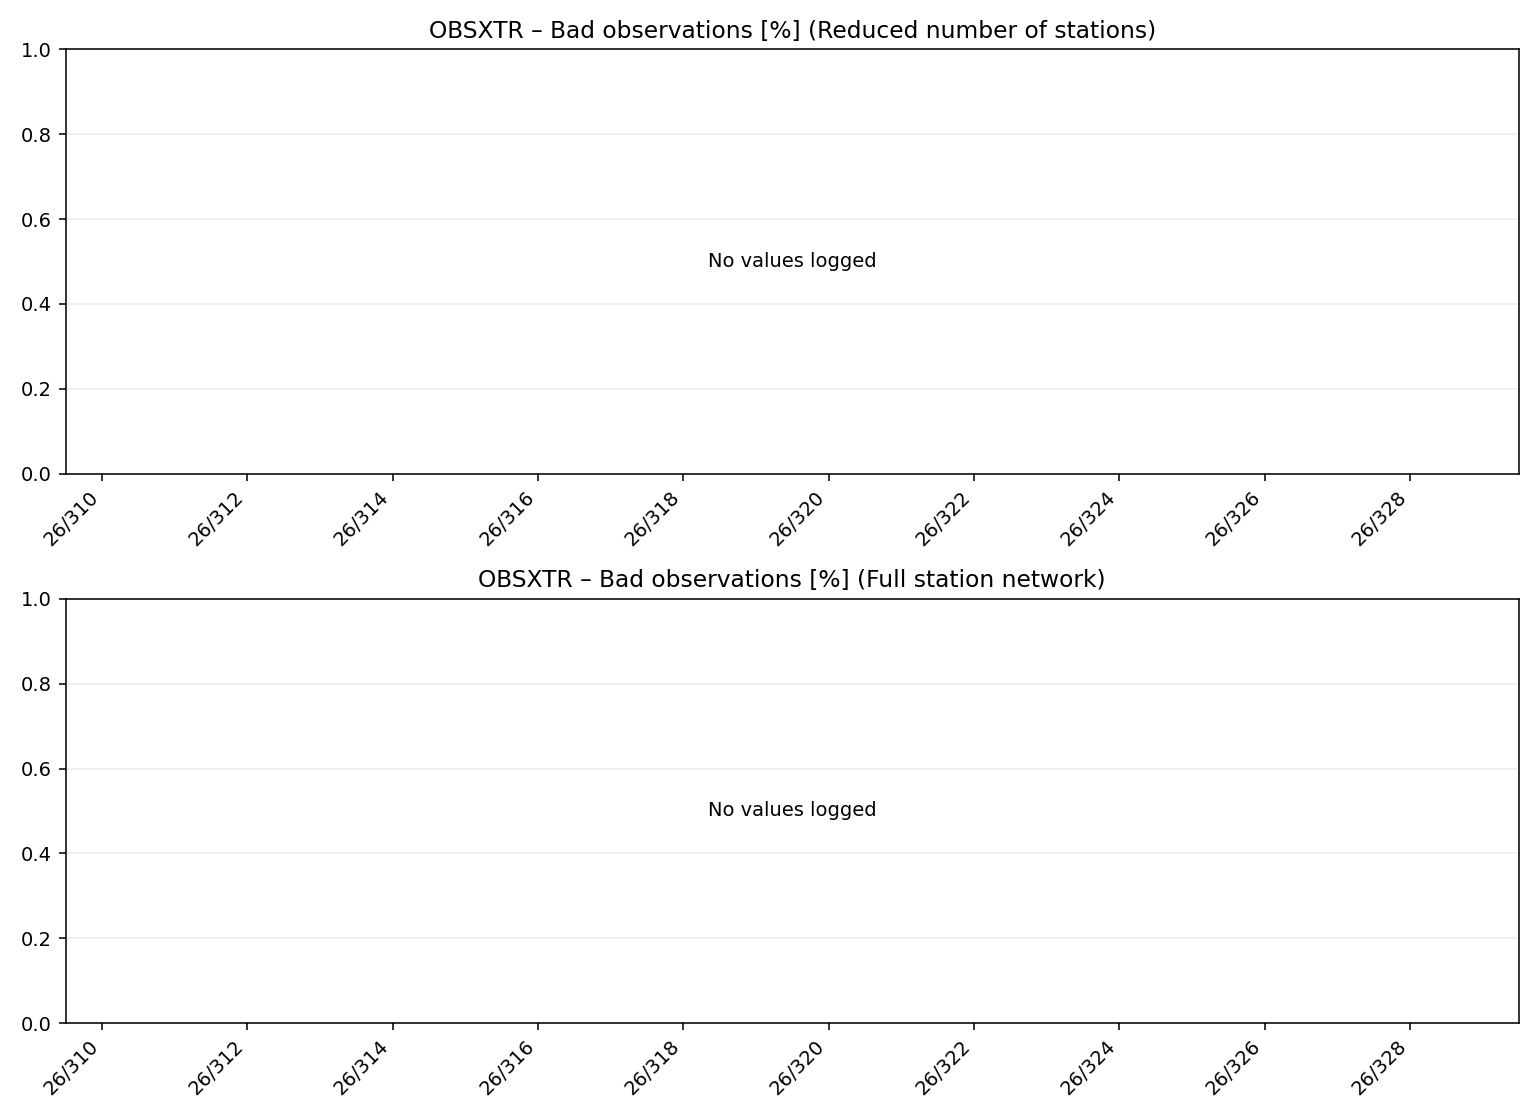 OBSXTR – Bad observations [%] (Reduced number of stations)
1.0
0.8
0.6
No values logged
0.4
0.2
0.0
26/310 26/312 26/314 26/316 26/318 26/320 26/322 26/324 26/326 26/328
OBSXTR – Bad observations [%] (Full station network)
1.0
0.8
0.6
No values logged
0.4
0.2
0.0
26/310 26/312 26/314 26/316 26/318 26/320 26/322 26/324 26/326 26/328